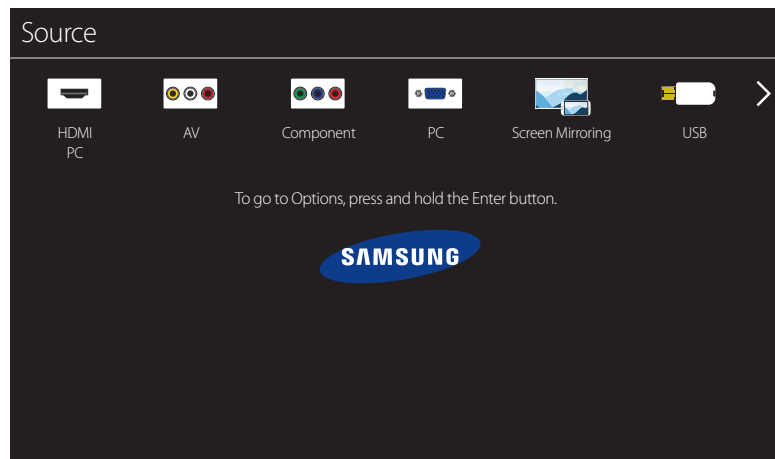 Source
HDMI
PC
AV
Component
PC
Screen Mirroring
USB
To go to Options, press and hold the Enter button.
SAMSUNG